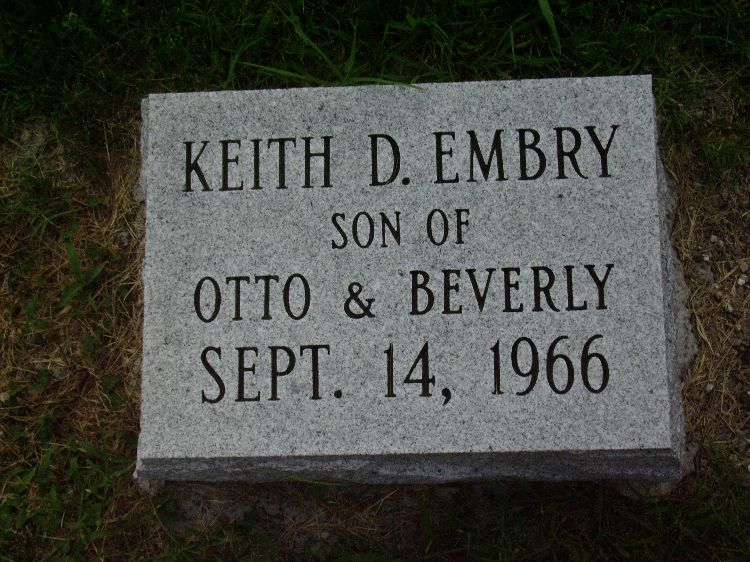 KEITH D. EMBRY
SON OF
OTTO & BEVERLY
SEPT. 14, 1966